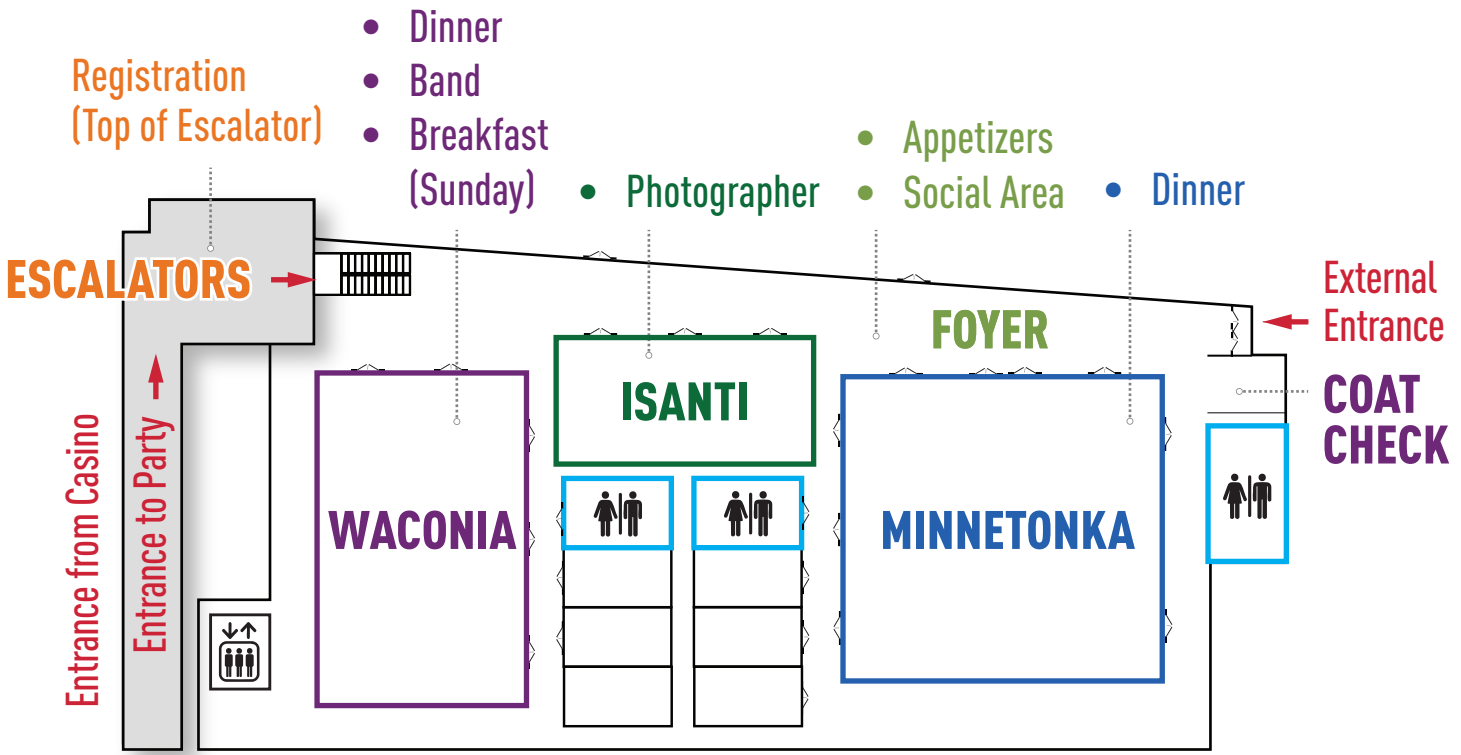 Registration
(Top of Escalator)
• Dinner
• Band
• Breakfast
(Sunday)
• Photographer
• Appetizers
• Social Area
• Dinner
ESCALATORS
External
Entrance
FOYER
ISANTI
COAT
CHECK
WACONIA
MINNETONKA
Entrance from Casino
Entrance to Party